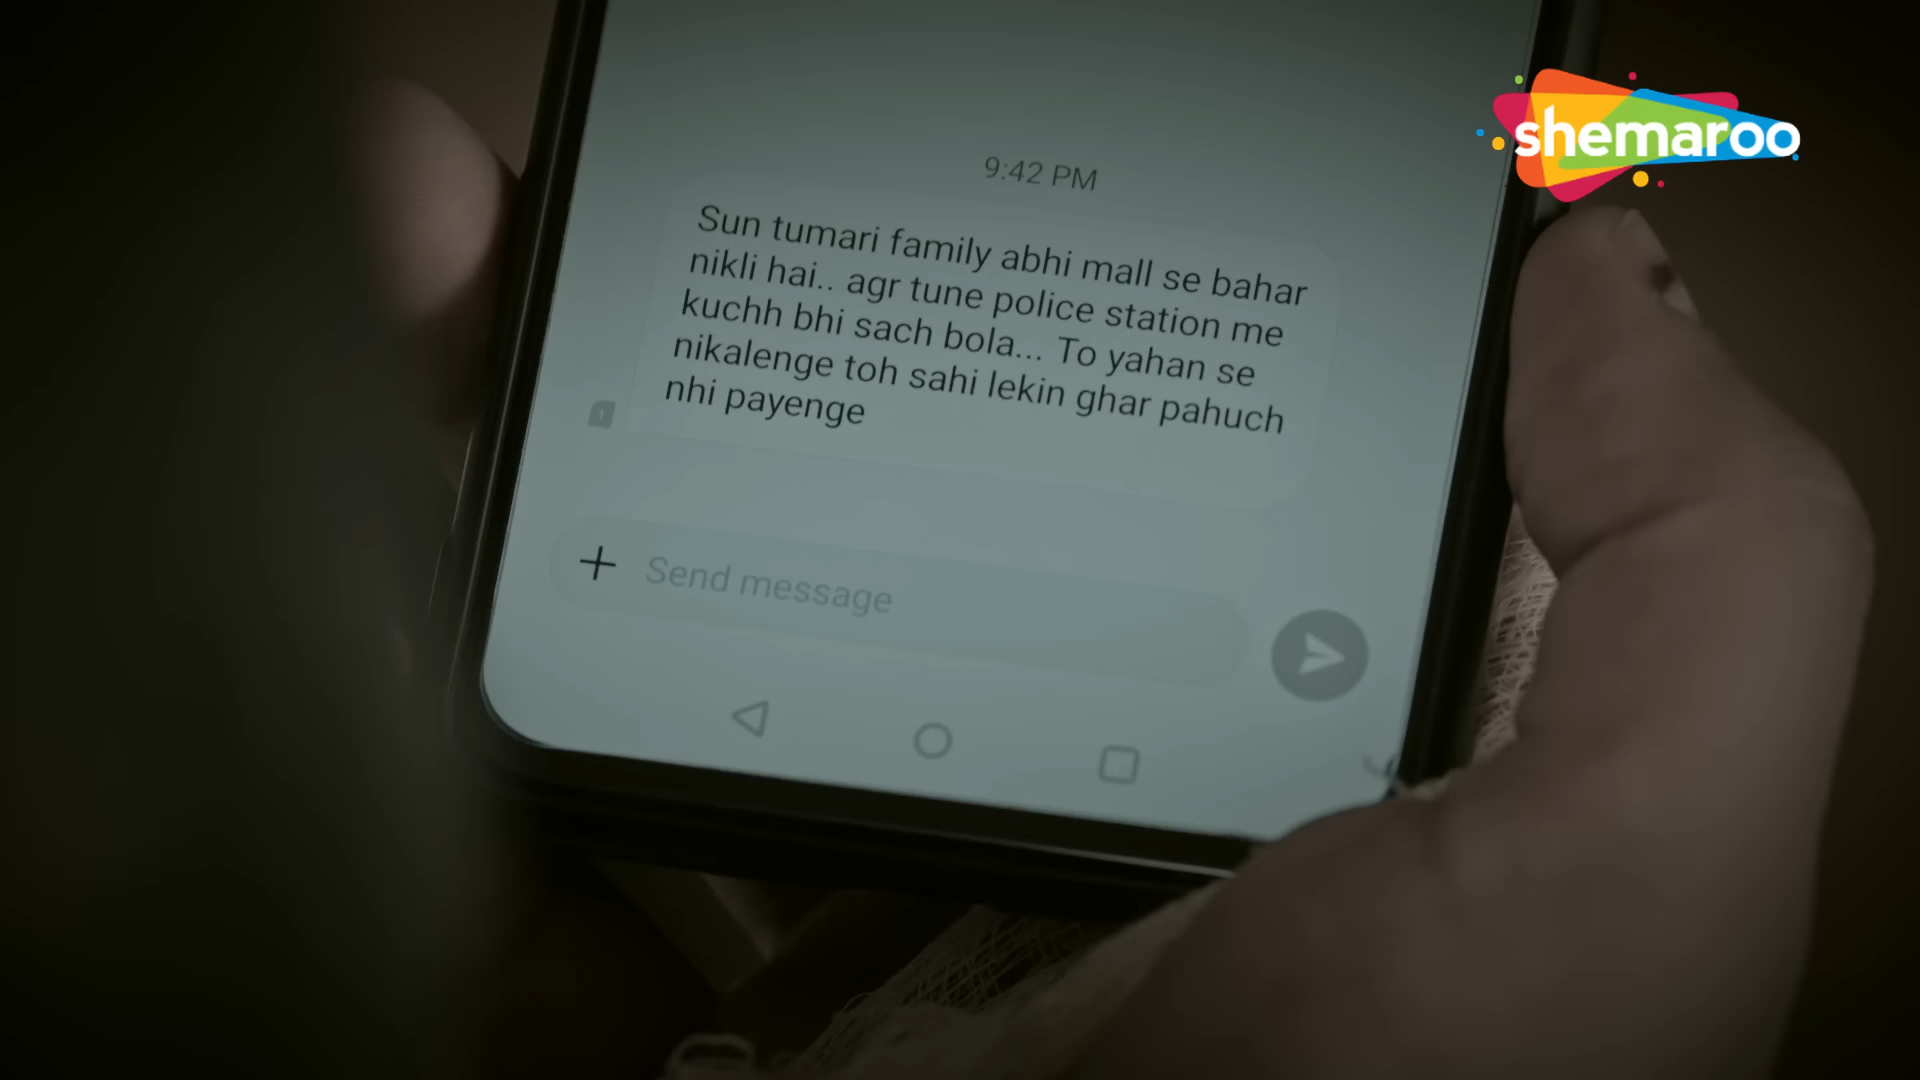 shemaroo
9:42 PM
Sun tumari family abhi mall se bahar
nikli hai.. agr tune police station me
kuchh bhi sach bola... To yahan se
nikalenge toh sahi lekin ghar pahuch
nhi payenge
Send message